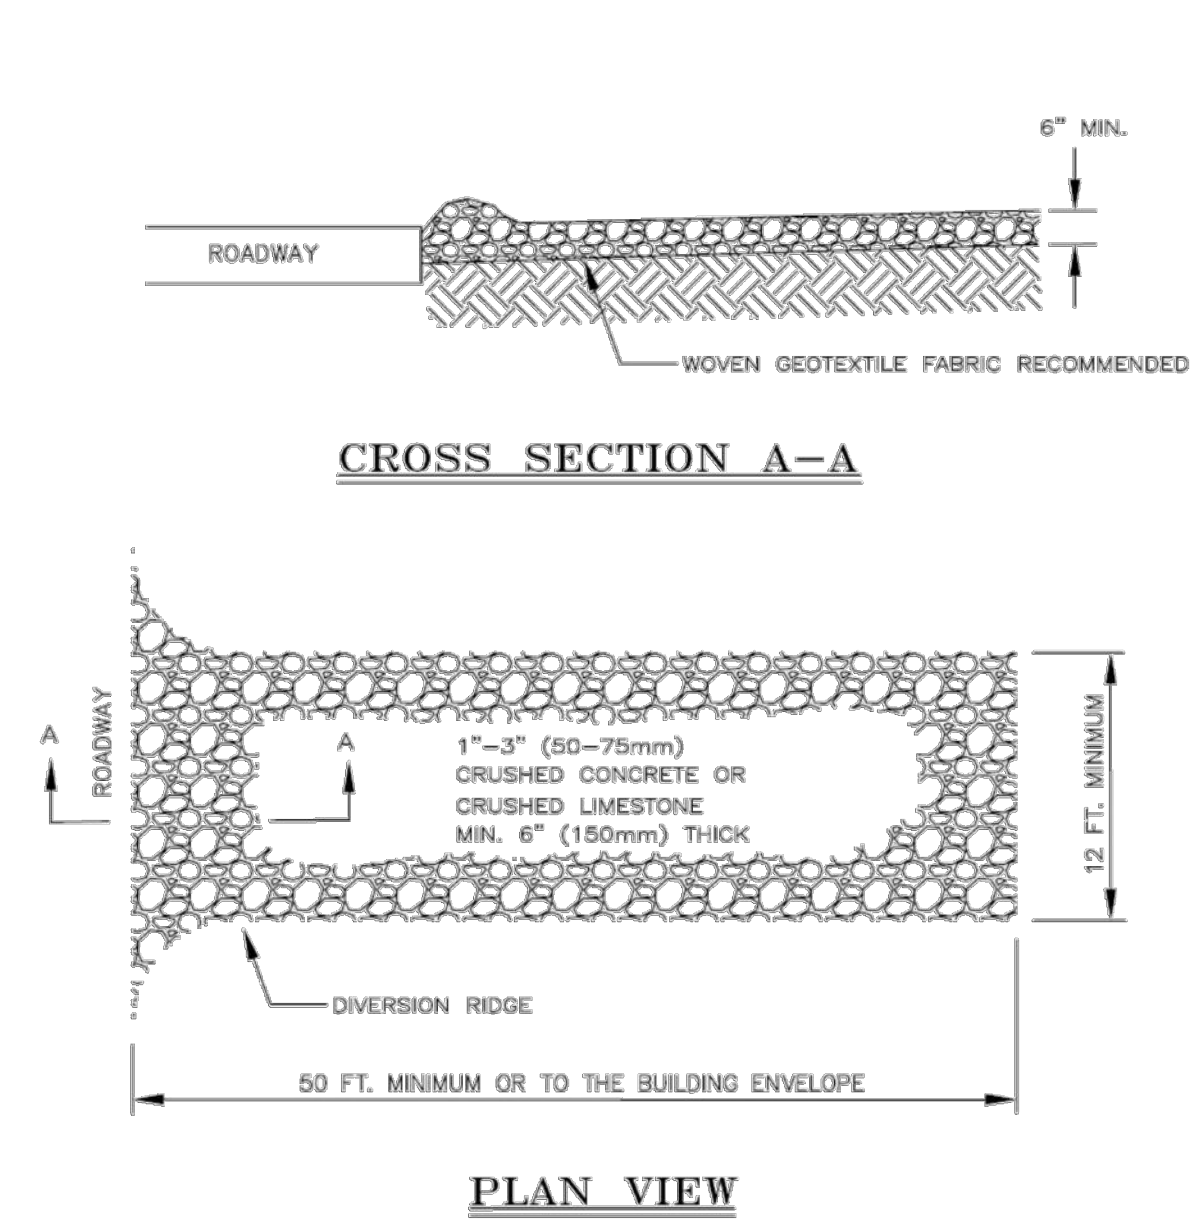 6" MIN.
ROADWAY
WOVEN GEOTEXTILE FABRIC RECOMMENDED
CROSS SECTION A-A
ROADWAY
A
A
1"-3" (50-75mm)
CRUSHED CONCRETE OR
CRUSHED LIMESTONE
MIN. 6" (150mm) THICK
12 FT. MINIMUM
DIVERSION RIDGE
50 FT. MINIMUM OR TO THE BUILDING ENVELOPE
PLAN VIEW